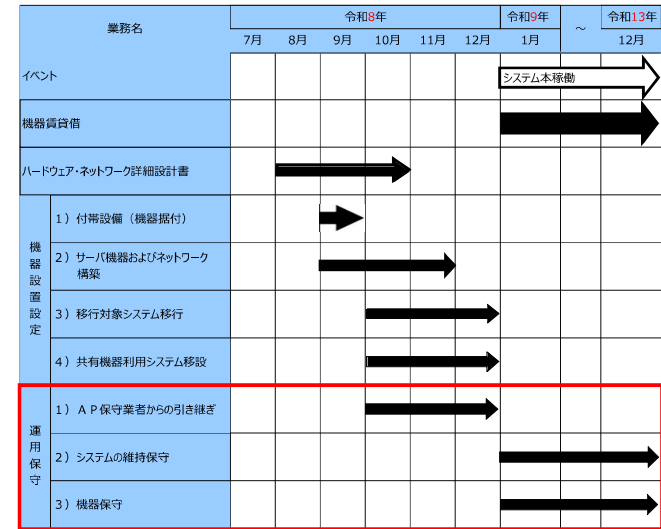 業務名
令和8年
令和9年
～
令和13年
7月 8月 9月 10月 11月 12月 1月 12月
イベント
システム本稼働
機器賃貸借
ハードウェア・ネットワーク詳細設計書
機器設置設定
１）付帯設備（機器据付）
２）サーバ機器およびネットワーク
構築
３）移行対象システム移行
４）共有機器利用システム移設
運用保守
１）ＡＰ保守業者からの引き継ぎ
２）システムの維持保守
３）機器保守